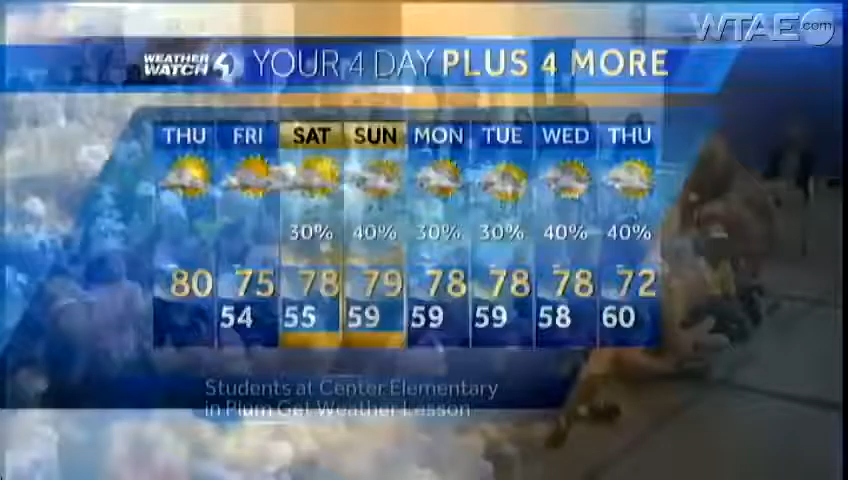 WTAE.com
WEATHER WATCH 4
YOUR 4 DAY PLUS 4 MORE
THU FRI SAT SUN MON TUE WED THU
30% 40% 30% 30% 40% 40%
80 75 78 79 78 78 78 72
54 55 59 59 59 58 60
Students at Center Elementary
in Plum Get Weather Lesson